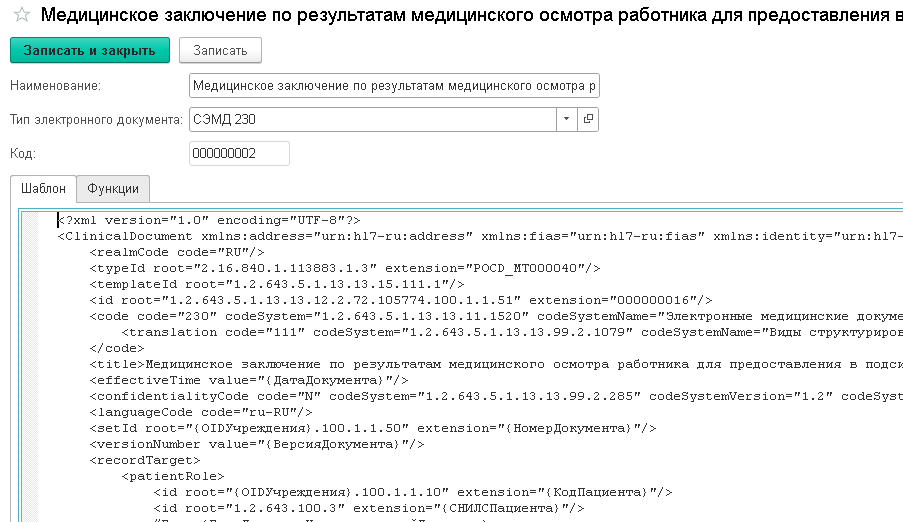 Медицинское заключение по результатам медицинского осмотра работника для предоставления в
Записать и закрыть Записать
Наименование: Медицинское заключение по результатам медицинского осмотра р
Тип электронного документа: СЭМД 230
Код: 000000002
Шаблон Функции
<?xml version="1.0" encoding="UTF-8"?>
<ClinicalDocument xmlns:address="urn:hl7-ru:address" xmlns:fias="urn:hl7-ru:fias" xmlns:identity="urn:hl7-
<realmCode code="RU"/>
<typeId root="2.16.840.1.113883.1.3" extension="POCD_MT000040"/>
<templateId root="1.2.643.5.1.13.13.15.111.1"/>
<id root="1.2.643.5.1.13.13.12.2.72.105774.100.1.1.51" extension="000000016"/>
<code code="230" codeSystem="1.2.643.5.1.13.13.11.1520" codeSystemName="Электронные медицинские докуме
<translation code="111" codeSystem="1.2.643.5.1.13.13.99.2.1079" codeSystemName="Виды структуриров
</code>
<title>Медицинское заключение по результатам медицинского осмотра работника для предоставления в подси
<effectiveTime value="{ДатаДокумента}"/>
<confidentialityCode code="N" codeSystem="1.2.643.5.1.13.13.99.2.285" codeSystemVersion="1.2" codeSyst
<languageCode code="ru-RU"/>
<setId root="{OIDУчреждения}.100.1.1.50" extension="{НомерДокумента}"/>
<versionNumber value="{ВерсияДокумента}"/>
<recordTarget>
<patientRole>
<id root="{OIDУчреждения}.100.1.1.10" extension="{КодПациента}"/>
<id root="1.2.643.100.3" extension="{СНИЛСПациента}"/>